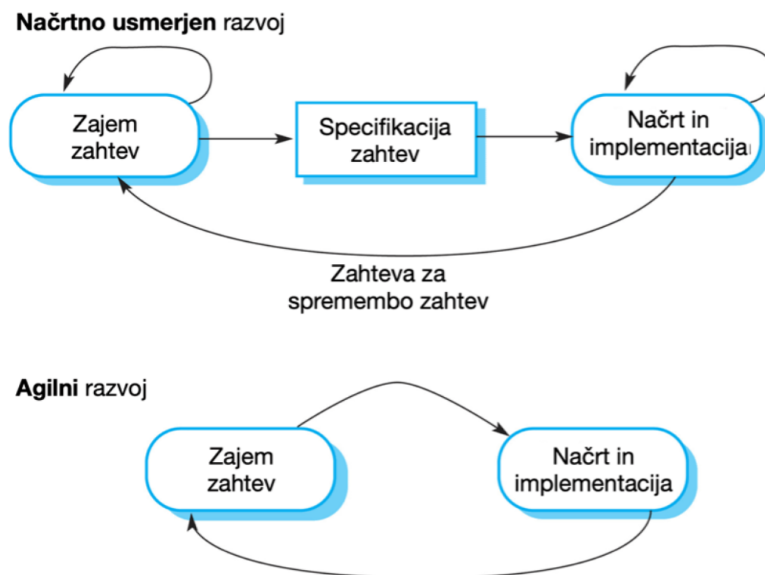 Načrtno usmerjen razvoj
Zajem
zahtev
Specifikacija
zahtev
Načrt in
implementacija
Zahteva za
spremembo zahtev
Agilni razvoj
Zajem
zahtev
Načrt in
implementacija